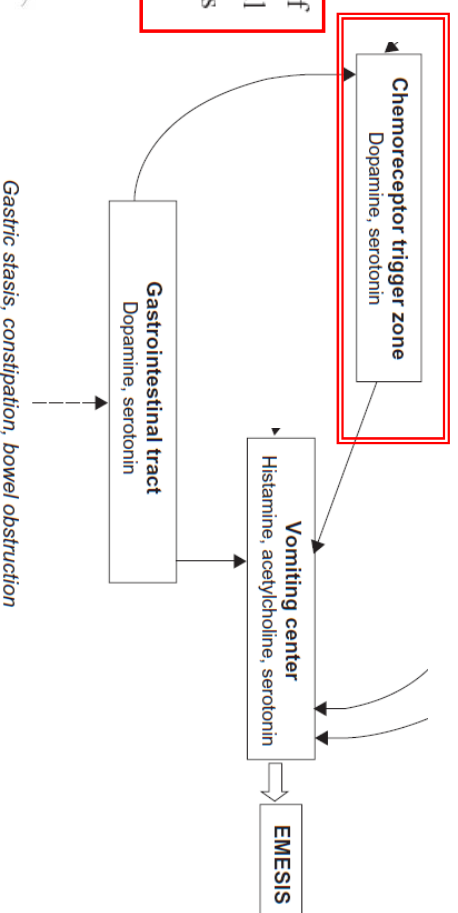 f
l
s
Chemoreceptor trigger zone
Dopamine, serotonin
Gastrointestinal tract
Dopamine, serotonin
Gastric stasis, constipation, bowel obstruction
Vomiting center
Histamine, acetylcholine, serotonin
EMESIS